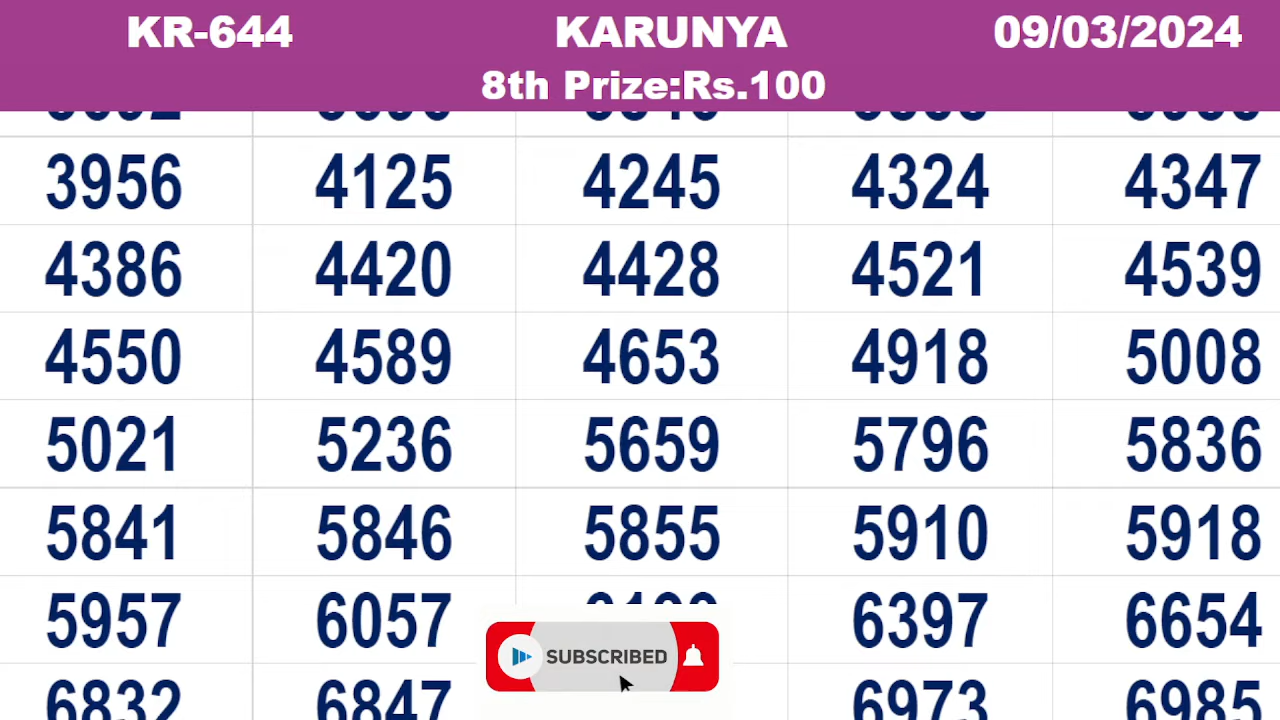 KR-644 KARUNYA 09/03/2024
8th Prize:Rs.100
3956 4125 4245 4324 4347
4386 4420 4428 4521 4539
4550 4589 4653 4918 5008
5021 5236 5659 5796 5836
5841 5846 5855 5910 5918
5957 6057 6397 6654
SUBSCRIBED
6832 6847 6973 6985